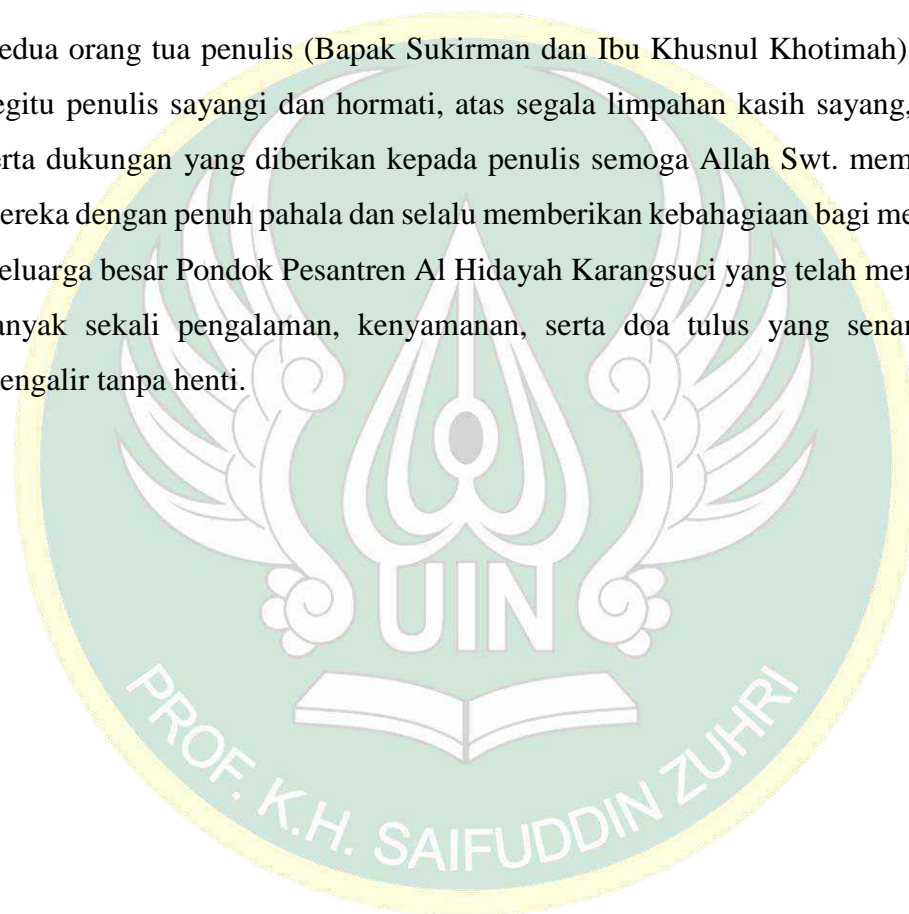 edua orang tua penulis (Bapak Sukirman dan Ibu Khusnul Khotimah)
egitu penulis sayangi dan hormati, atas segala limpahan kasih sayang,
erta dukungan yang diberikan kepada penulis semoga Allah Swt. mem
ereka dengan penuh pahala dan selalu memberikan kebahagiaan bagi me
eluarga besar Pondok Pesantren Al Hidayah Karangsuci yang telah mem
anyak sekali pengalaman, kenyamanan, serta doa tulus yang senan
engalir tanpa henti.
UIN
PROF. K.H. SAIFUDDIN ZUHRI